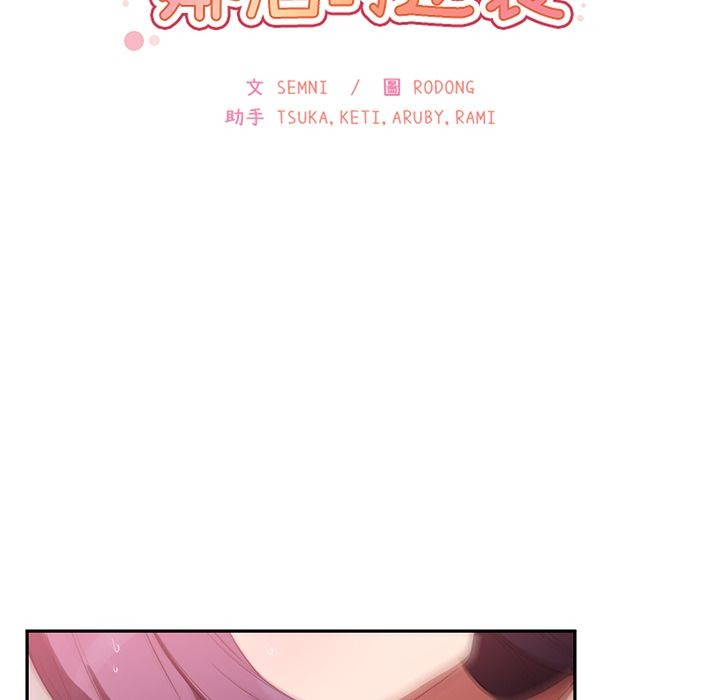 文 SEMNI / 圖 RODONG
助手 TSUKA, KETI, ARUBY, RAMI